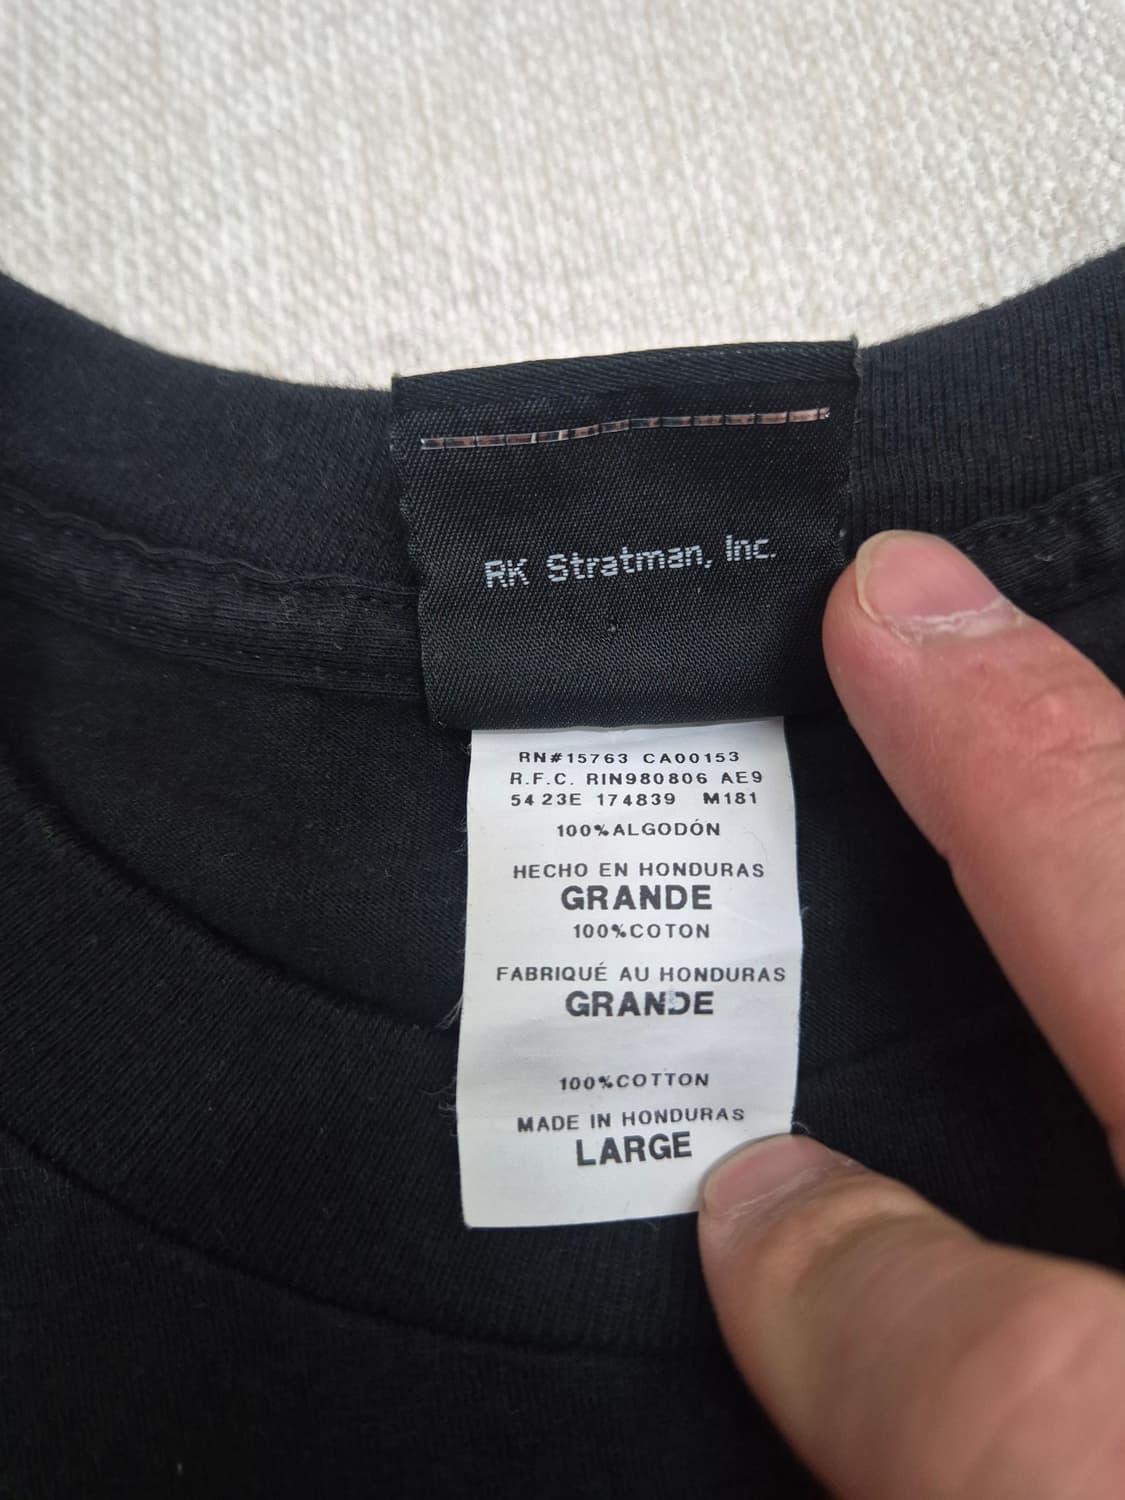 RK Stratman, Inc.
RN#15763 CA00153
R.F.C. RIN980806 AE9
54 23E 174839 M181
100%ALGODÓN
HECHO EN HONDURAS
GRANDE
100%COTON
FABRIQUÉ AU HONDURAS
GRANDE
100%COTTON
MADE IN HONDURAS
LARGE